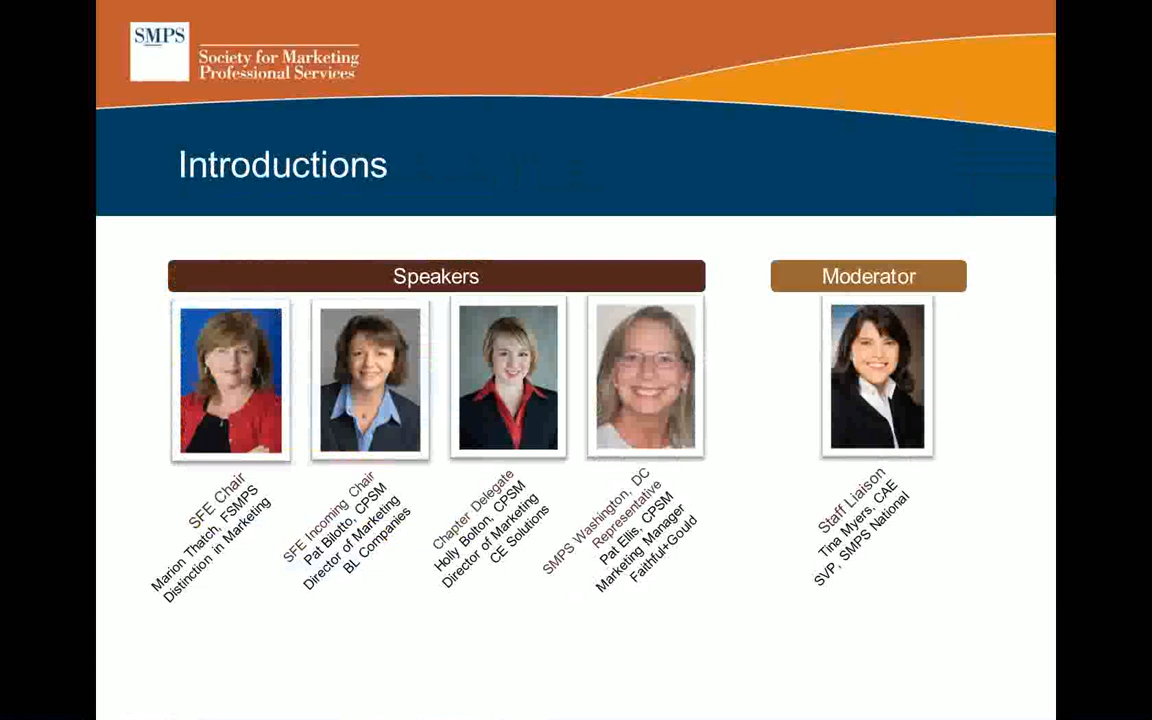 SMPS
Society for Marketing
Professional Services
Introductions
Speakers
Moderator
SFE Chair
Marion Thatch, FSMPS
Distinction in Marketing
SFE Incoming Chair
Pat Bilotto, CPSM
Director of Marketing
BL Companies
Chapter Delegate
Holly Bolton, CPSM
Director of Marketing
CE Solutions
SMPS Washington, DC
Representative
Pat Ellis, CPSM
Marketing Manager
Faithful+Gould
Staff Liaison
Tina Myers, CAE
SVP, SMPS National